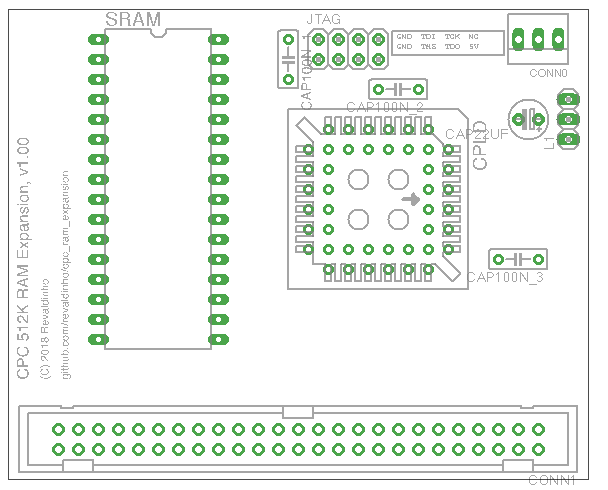 SRAM
JTAG
GND TDI TCK NC
GND TMS TDO 5V
CONN0
CAP100N_1
CAP100N_2
CAP22UF
L1
CPLD
CAP100N_3
CPC 512K RAM Expansion, v1.00
(C) 2018 Revaldinho
github.com/revaldinho/cpc_ram_expansion
CONN1